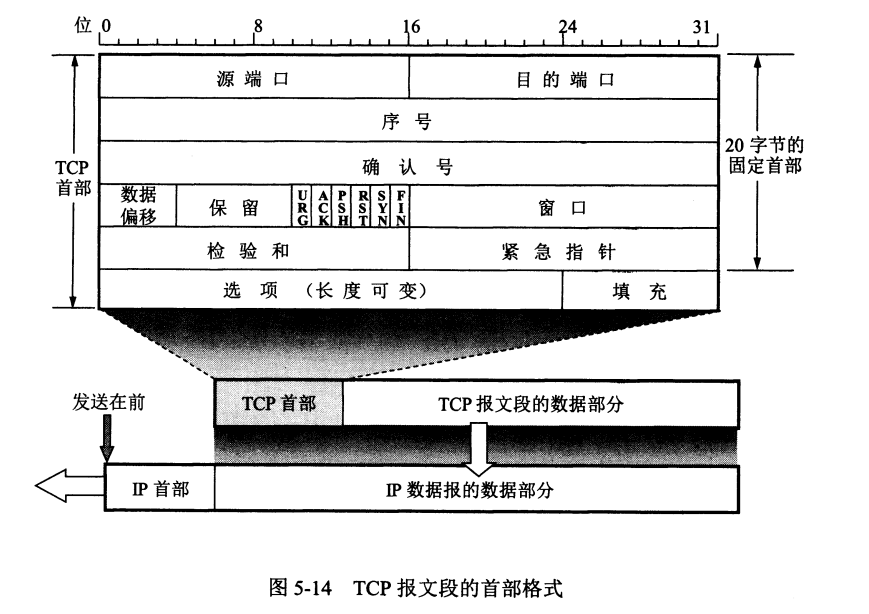 位 0 8 16 24 31
源 端 口 目 的 端 口
序 号
确 认 号
TCP
首部
20 字节的
固定首部
数据
偏移
保 留
URG
ACK
PSH
RST
SYN
FIN
窗 口
检 验 和
紧 急 指 针
选 项 (长 度 可 变)
填 充
发送在前
TCP 首部
TCP 报文段的数据部分
IP 首部
IP 数据报的数据部分
图 5-14 TCP 报文段的首部格式